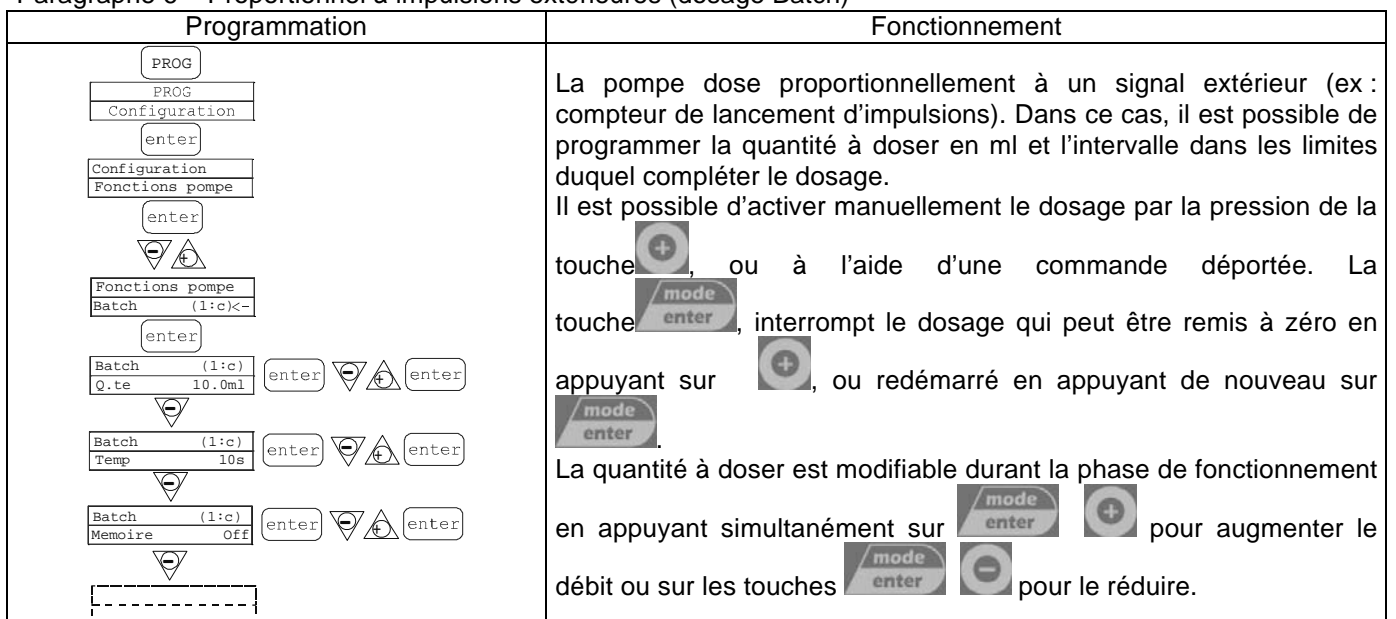 Paragraphe 6 – Proportionnel à impulsions extérieures (dosage Batch)
Programmation
Fonctionnement
PROG
PROG
Configuration
enter
Configuration
Fonctions pompe
enter
- +
Fonctions pompe
Batch (1:c)<-
enter
Batch (1:c)
Q.te 10.0ml
enter - + enter
-
Batch (1:c)
Temp 10s
enter - + enter
-
Batch (1:c)
Memoire Off
enter - + enter
-
La pompe dose proportionnellement à un signal extérieur (ex :
compteur de lancement d’impulsions). Dans ce cas, il est possible de
programmer la quantité à doser en ml et l'intervalle dans les limites
duquel compléter le dosage.
Il est possible d’activer manuellement le dosage par la pression de la
touche +, ou à l’aide d’une commande déportée. La
touche mode enter, interrompt le dosage qui peut être remis à zéro en
appuyant sur +, ou redémarré en appuyant de nouveau sur
mode enter.
La quantité à doser est modifiable durant la phase de fonctionnement
en appuyant simultanément sur mode enter + pour augmenter le
débit ou sur les touches mode enter - pour le réduire.